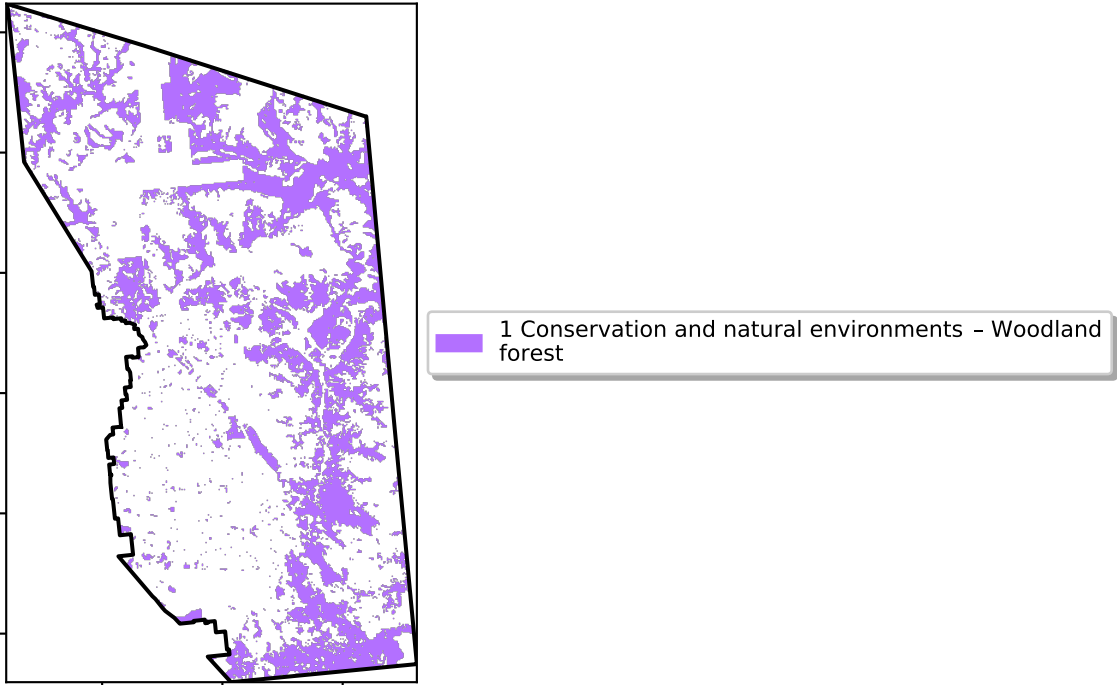 1 Conservation and natural environments – Woodland
forest